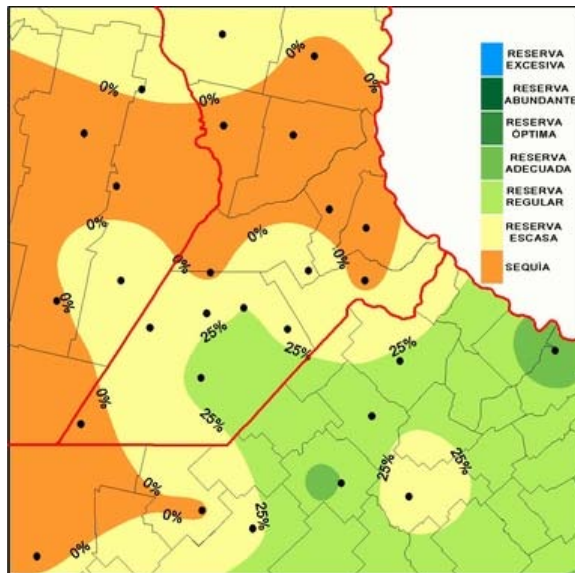 0%
0%
0%
0%
RESERVA
EXCESIVA
RESERVA
ABUNDANTE
RESERVA
ÓPTIMA
RESERVA
ADECUADA
RESERVA
REGULAR
RESERVA
ESCASA
SEQUÍA
0%
0%
0%
0%
0%
25%
25%
25%
0%
25%
25%
25%
0%
0%
25%
0%